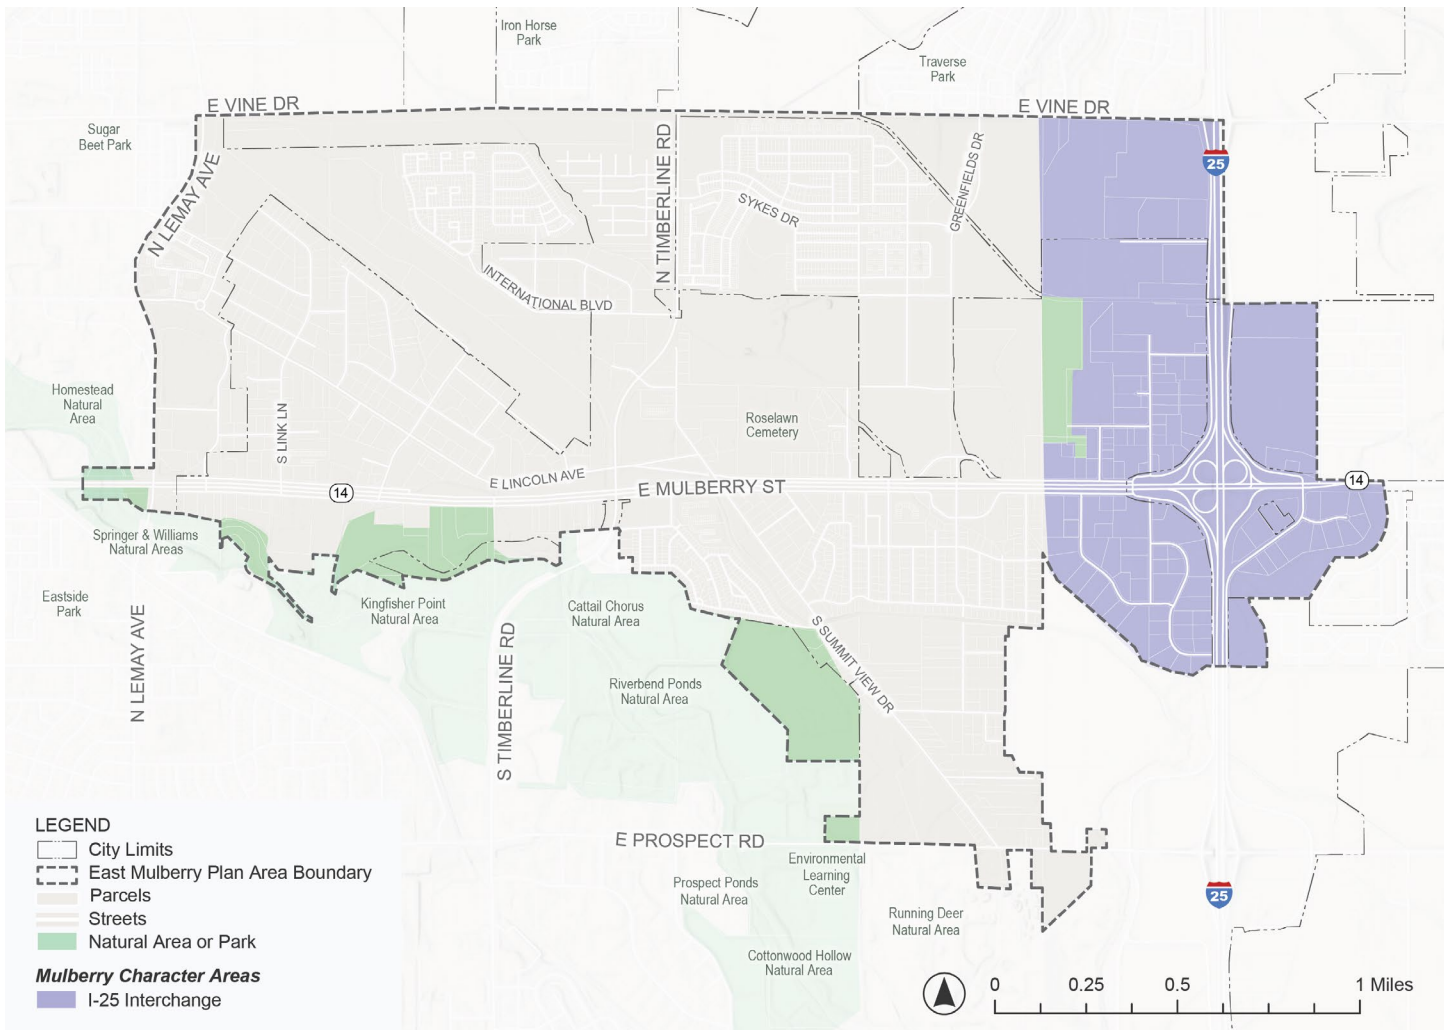 Iron Horse
Park
Traverse
Park
E VINE DR
E VINE DR
Sugar
Beet Park
N LEMAY AVE
N TIMBERLINE RD
GREENFIELDS DR
25
SYKES DR
INTERNATIONAL BLVD
Homestead
Natural
Area
S LINK LN
Roselawn
Cemetery
E LINCOLN AVE
14
E MULBERRY ST
14
Springer & Williams
Natural Areas
Eastside
Park
Kingfisher Point
Natural Area
Cattail Chorus
Natural Area
N LEMAY AVE
S TIMBERLINE RD
S SUMMIT VIEW DR
Riverbend Ponds
Natural Area
E PROSPECT RD
Environmental
Learning
Center
Prospect Ponds
Natural Area
25
Running Deer
Natural Area
Cottonwood Hollow
Natural Area
LEGEND
City Limits
East Mulberry Plan Area Boundary
Parcels
Streets
Natural Area or Park
Mulberry Character Areas
I-25 Interchange
0 0.25 0.5 1 Miles